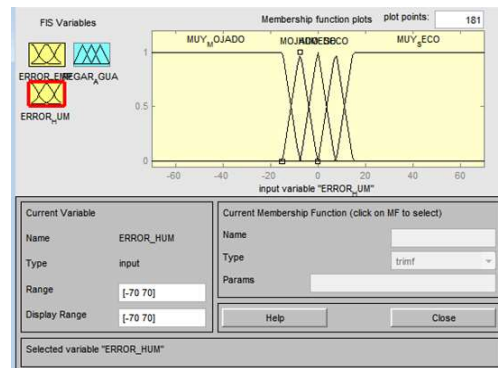 FIS Variables
Membership function plots
plot points:
181
MUY_MOJADO
MUY_SECO
1
0.5
0
-60
-40
-20
0
20
40
60
input variable "ERROR_HUM"
ERROR_HUM
Current Variable
Name
ERROR_HUM
Type
input
Range
[-70 70]
Display Range
[-70 70]
Current Membership Function (click on MF to select)
Name
Type
trimf
Params
Help
Close
Selected variable "ERROR_HUM"